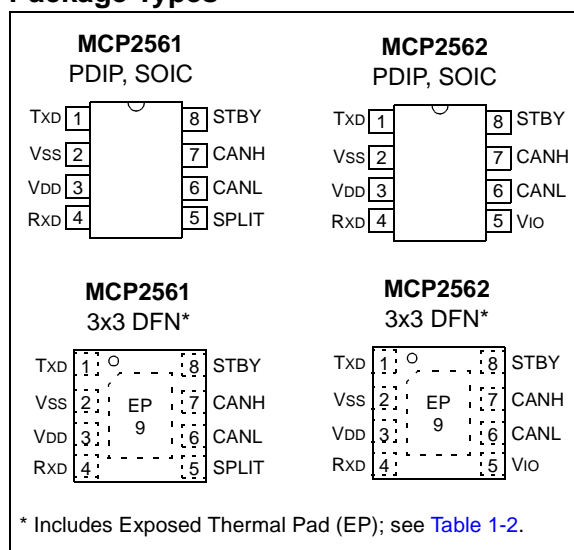 Package Types
MCP2561
PDIP, SOIC
TXD 1
8 STBY
VSS 2
7 CANH
VDD 3
6 CANL
RXD 4
5 SPLIT
MCP2562
PDIP, SOIC
TXD 1
8 STBY
VSS 2
7 CANH
VDD 3
6 CANL
RXD 4
5 VIO
MCP2561
3x3 DFN*
TXD 1
8 STBY
VSS 2
EP
7 CANH
9
VDD 3
6 CANL
RXD 4
5 SPLIT
MCP2562
3x3 DFN*
TXD 1
8 STBY
VSS 2
EP
7 CANH
9
VDD 3
6 CANL
RXD 4
5 VIO
* Includes Exposed Thermal Pad (EP); see Table 1-2.